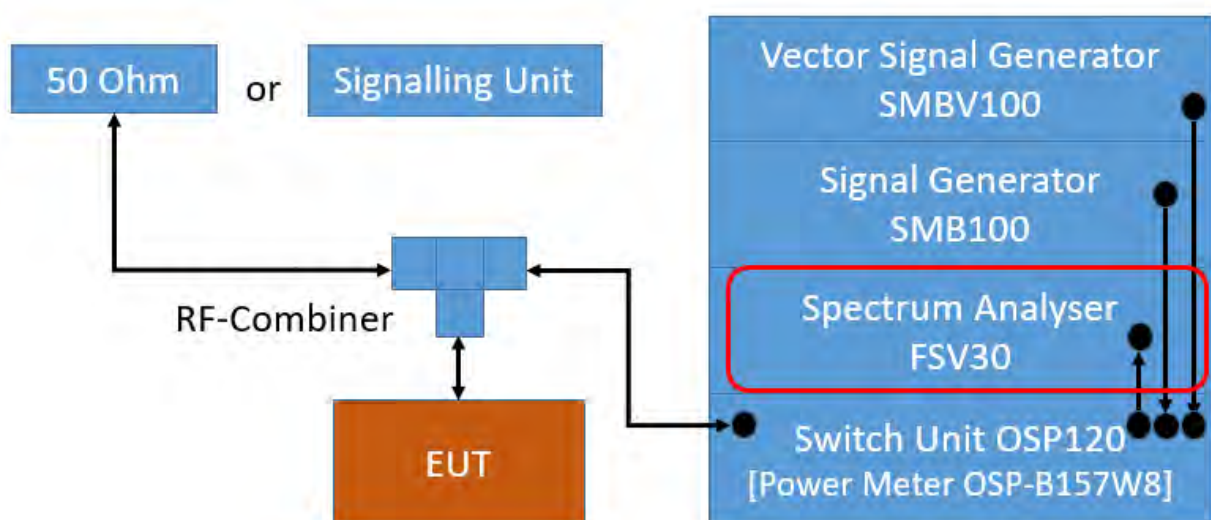 50 Ohm
or
Signalling Unit
RF-Combiner
EUT
Vector Signal Generator
SMBV100
Signal Generator
SMB100
Spectrum Analyser
FSV30
Switch Unit OSP120
[Power Meter OSP-B157W8]